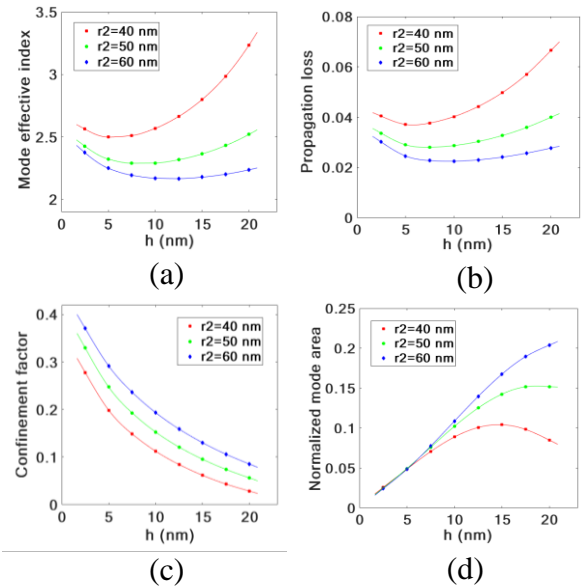 Mode effective index
3.5
3
2.5
2
r2=40 nm
r2=50 nm
r2=60 nm
0 5 10 15 20
h (nm)
(a)
Propagation loss
0.08
0.06
0.04
0.02
0
r2=40 nm
r2=50 nm
r2=60 nm
0 5 10 15 20
h (nm)
(b)
Confinement factor
0.4
0.3
0.2
0.1
0
r2=40 nm
r2=50 nm
r2=60 nm
0 5 10 15 20
h (nm)
(c)
Normalized mode area
0.25
0.2
0.15
0.1
0.05
0
r2=40 nm
r2=50 nm
r2=60 nm
0 5 10 15 20
h (nm)
(d)